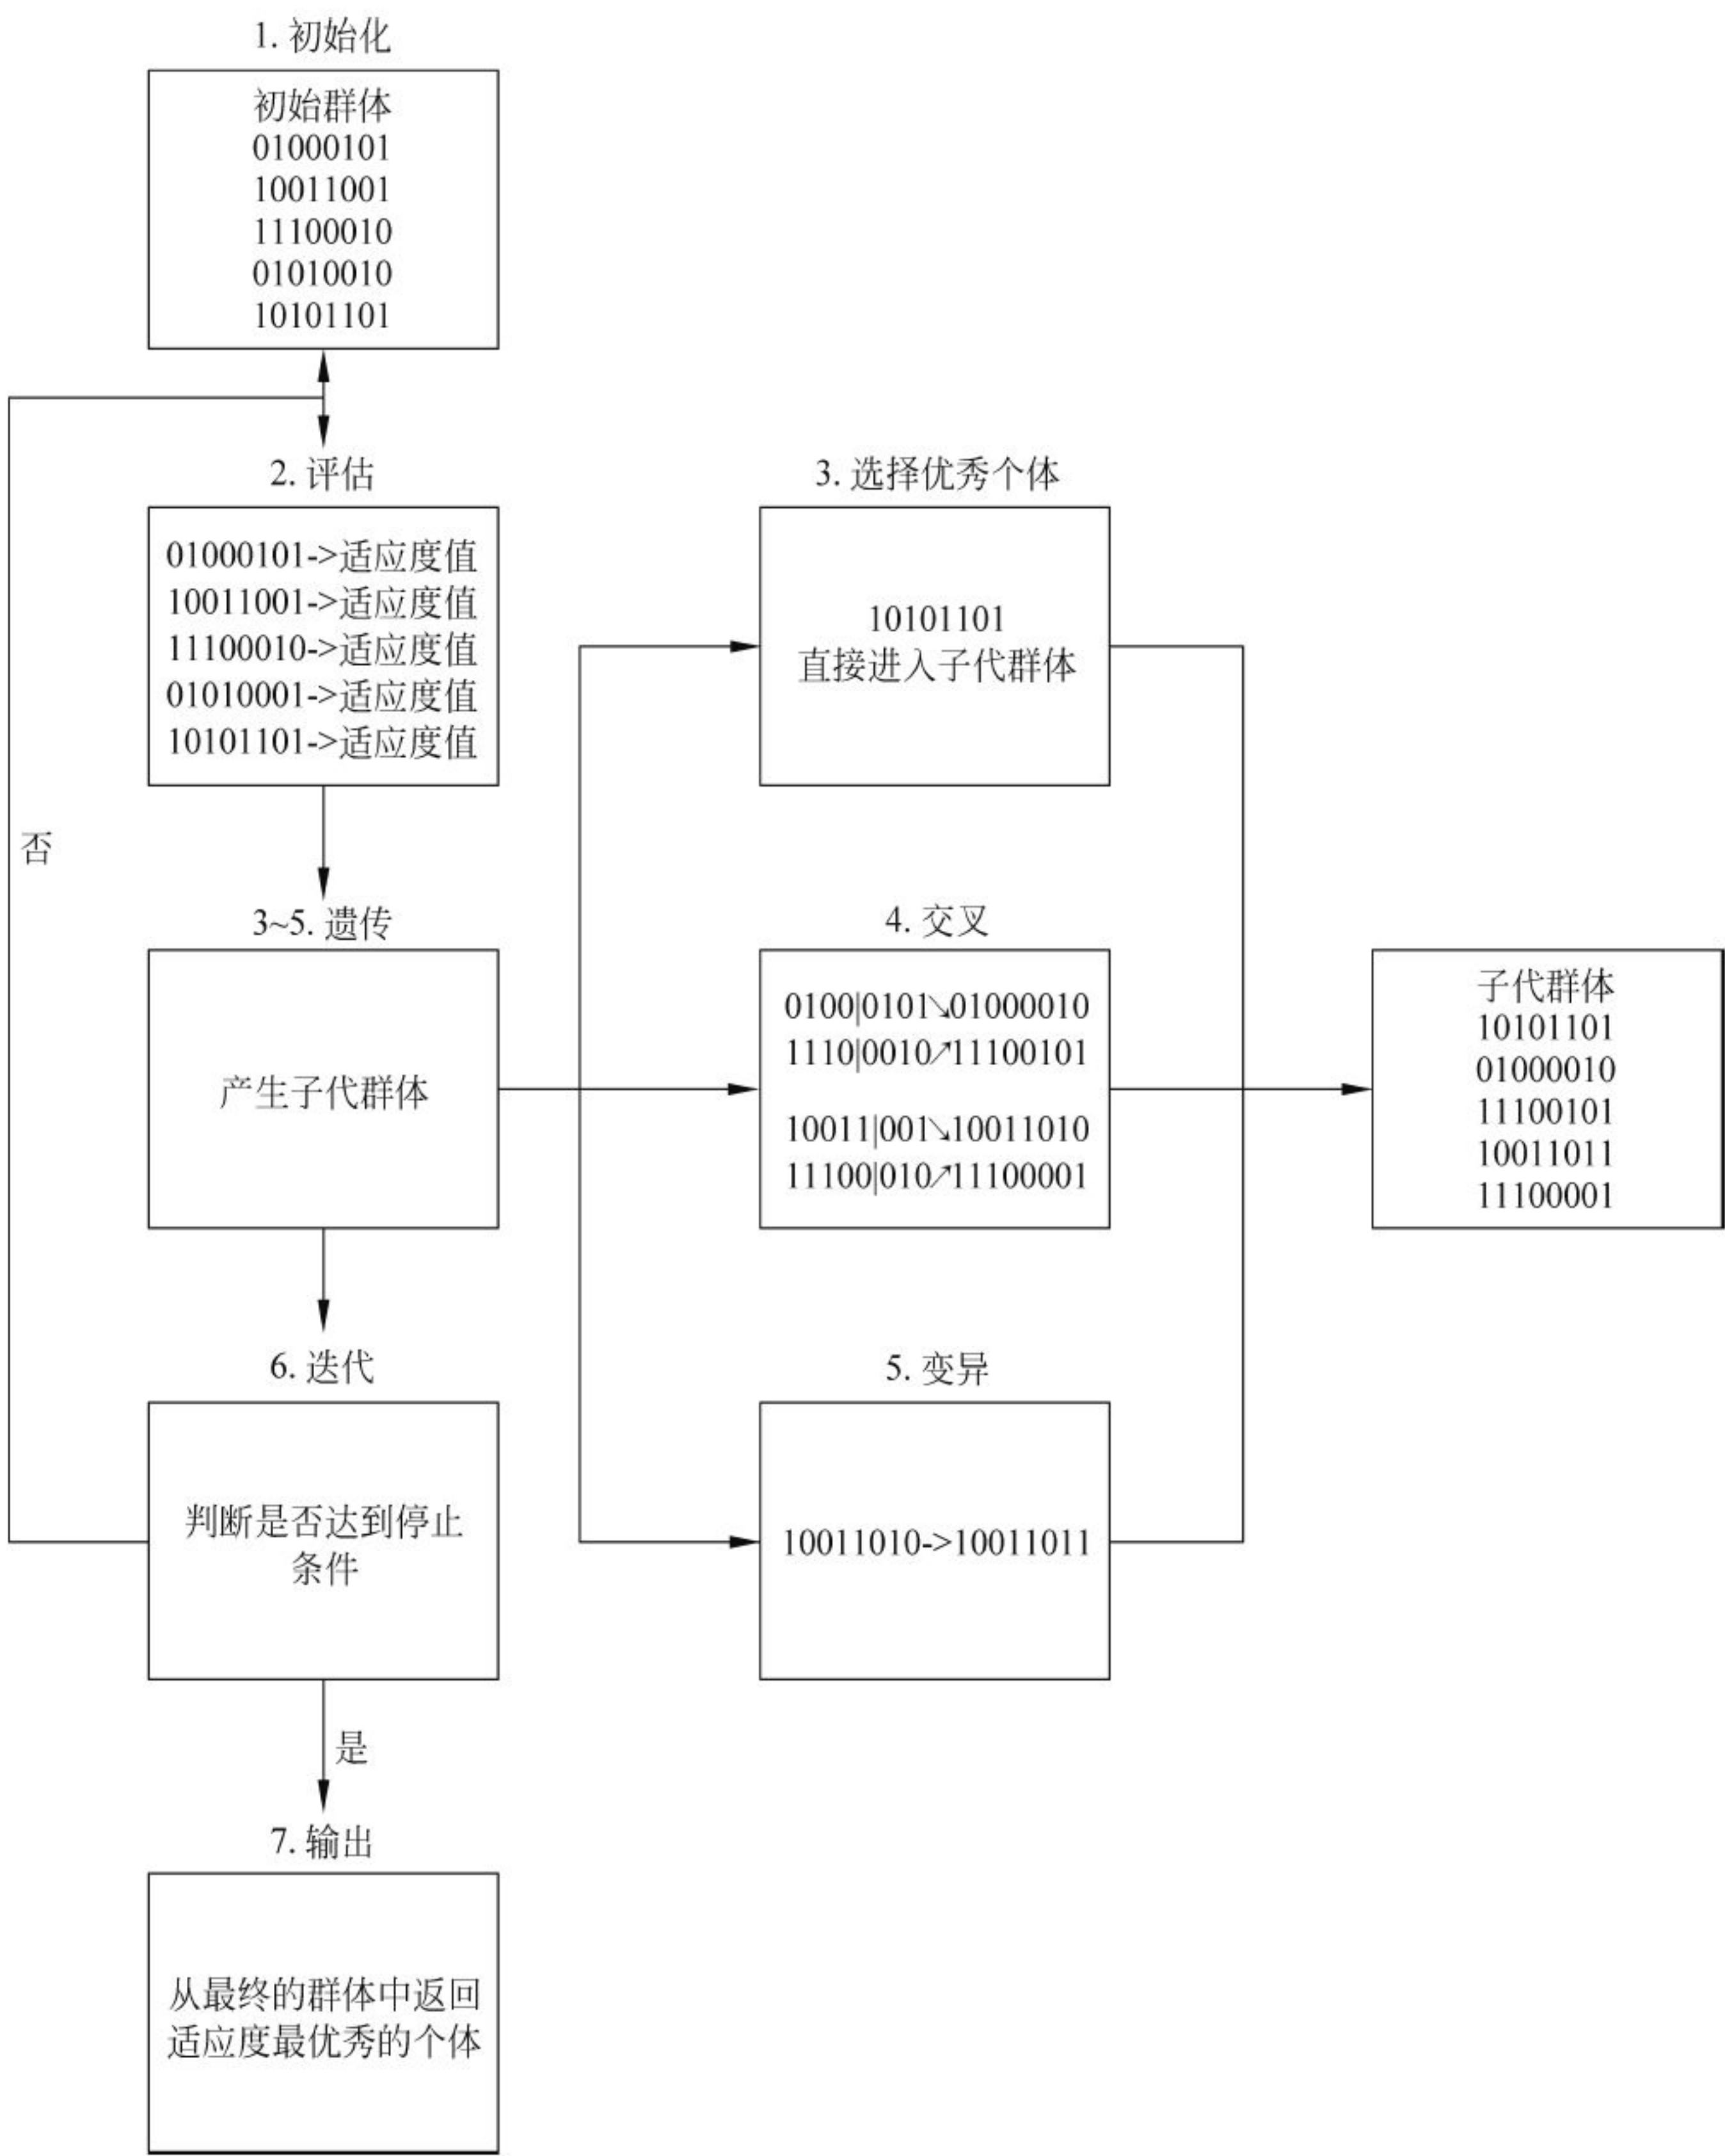 1. 初始化
初始群体
01000101
10011001
11100010
01010010
10101101
2. 评估
01000101->适应度值
10011001->适应度值
11100010->适应度值
01010001->适应度值
10101101->适应度值
3. 选择优秀个体
10101101
直接进入子代群体
否
3~5. 遗传
产生子代群体
4. 交叉
0100|0101↘01000010
1110|0010↗11100101
10011|001↘10011010
11100|010↗11100001
子代群体
10101101
01000010
11100101
10011011
11100001
6. 迭代
判断是否达到停止
条件
5. 变异
10011010->10011011
是
7. 输出
从最终的群体中返回
适应度最优秀的个体